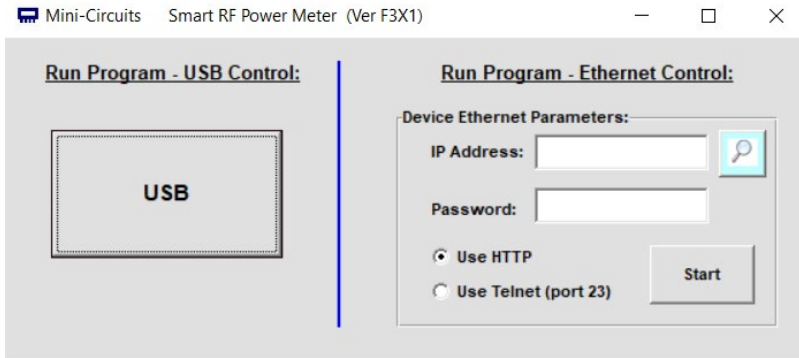 Mini-Circuits Smart RF Power Meter (Ver F3X1)
Run Program - USB Control:
USB
Run Program - Ethernet Control:
Device Ethernet Parameters:
IP Address:
Password:
Use HTTP
Use Telnet (port 23)
Start